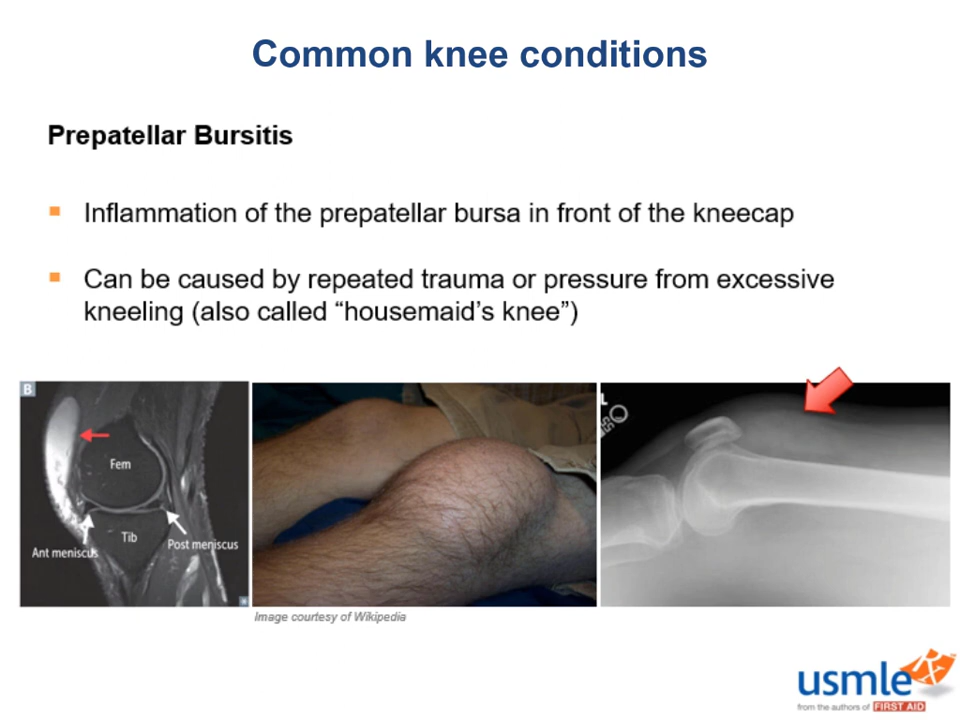 Common knee conditions
Prepatellar Bursitis
Inflammation of the prepatellar bursa in front of the kneecap
Can be caused by repeated trauma or pressure from excessive
kneeling (also called “housemaid’s knee”)
B
Fem
Tib
Ant meniscus
Post meniscus
L
Image courtesy of Wikipedia
usmle Rx
from the authors of FIRST AID